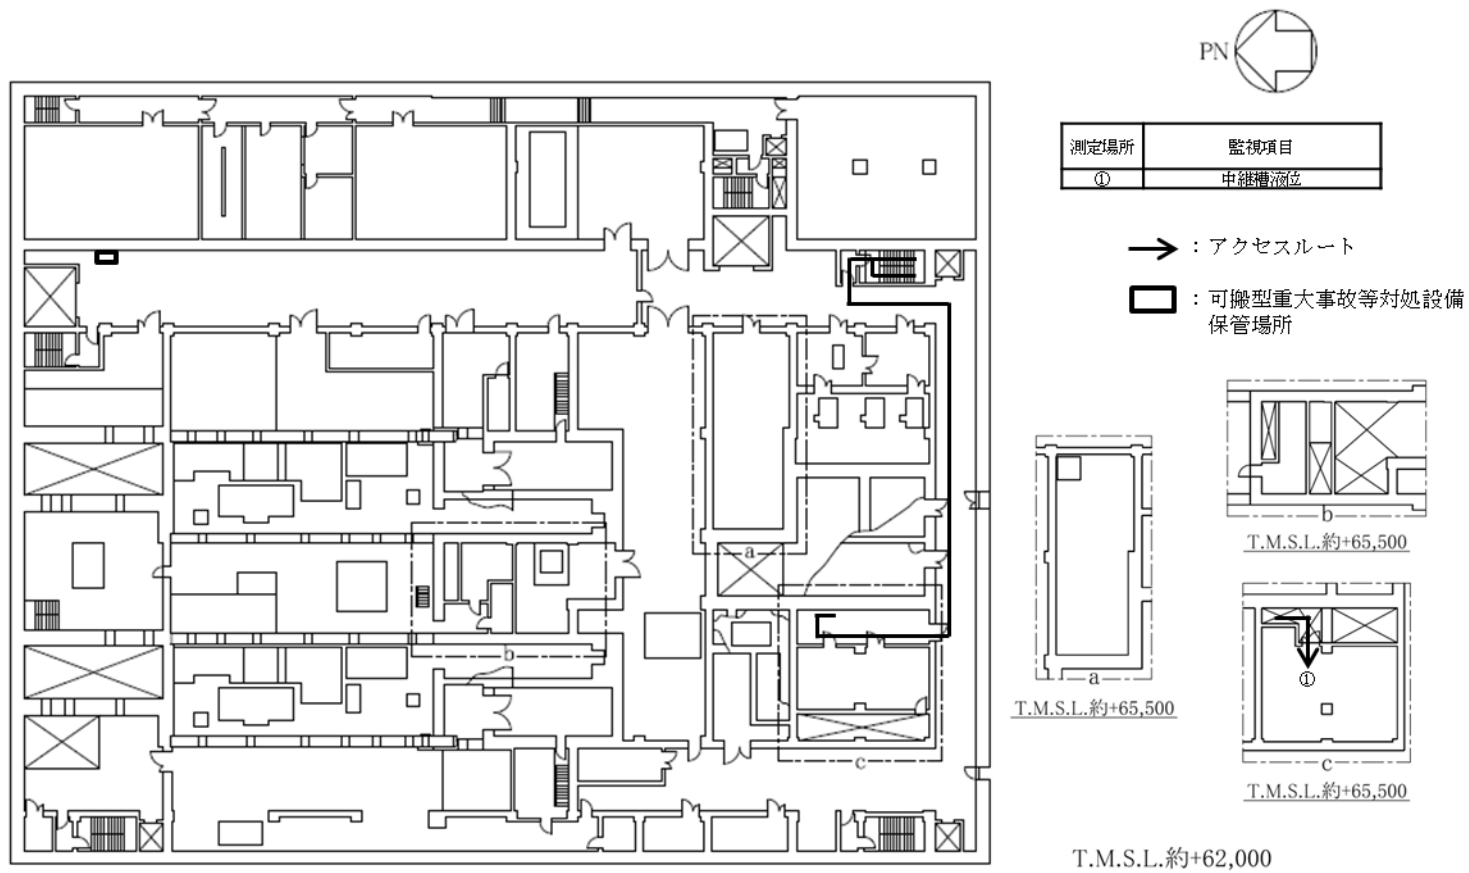 PN
測定場所 監視項目
① 中継槽液位
：アクセスルート
：可搬型重大事故等対処設備
保管場所
a
b
c
a
T.M.S.L.約+65,500
b
T.M.S.L.約+65,500
①
c
T.M.S.L.約+65,500
T.M.S.L.約+62,000